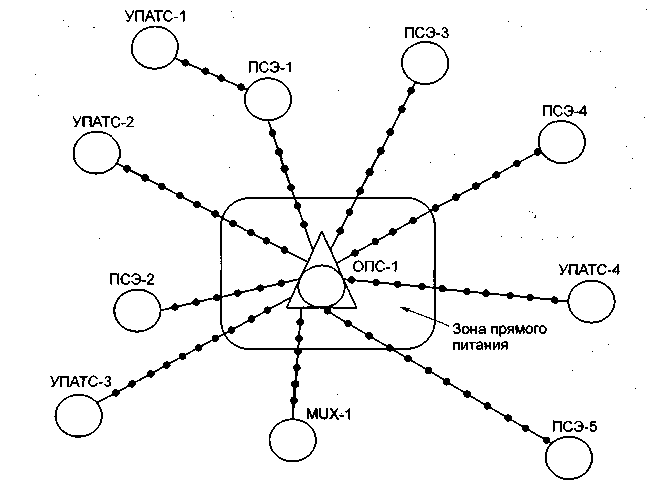 УПАТС-1
ПСЭ-3
ПСЭ-1
ПСЭ-4
УПАТС-2
ОПС-1
УПАТС-4
ПСЭ-2
Зона прямого
питания
УПАТС-3
MUX-1
ПСЭ-5